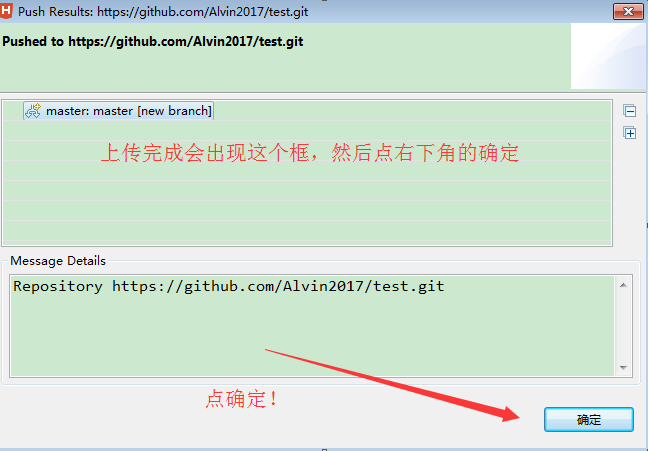 H Push Results: https://github.com/Alvin2017/test.git
Pushed to https://github.com/Alvin2017/test.git
master: master [new branch]
上传完成会出现这个框，然后点右下角的确定
Message Details
Repository https://github.com/Alvin2017/test.git
点确定！
确定